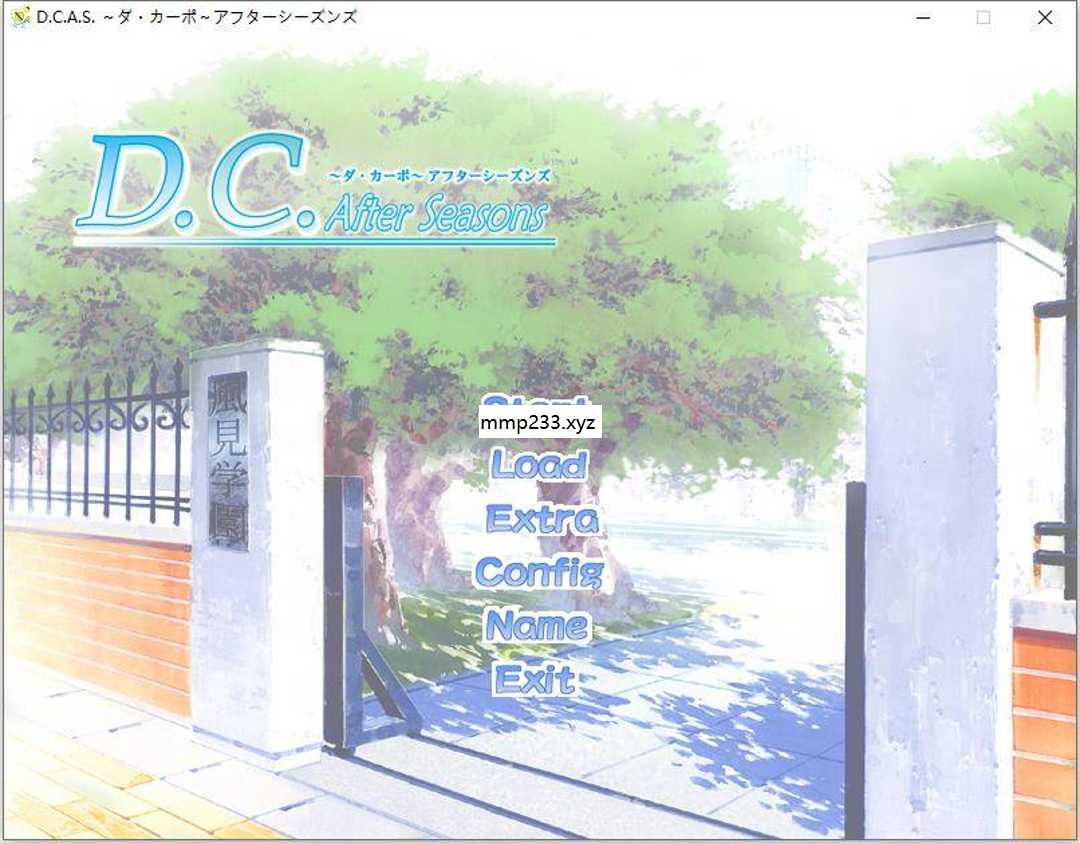 D.C.A.S. ～ダ・カーポ～アフターシーズンズ
D.C.
～ダ・カーポ～ アフターシーズンズ
After Seasons
風見学園
Start
mmp233.xyz
Load
Extra
Config
Name
Exit